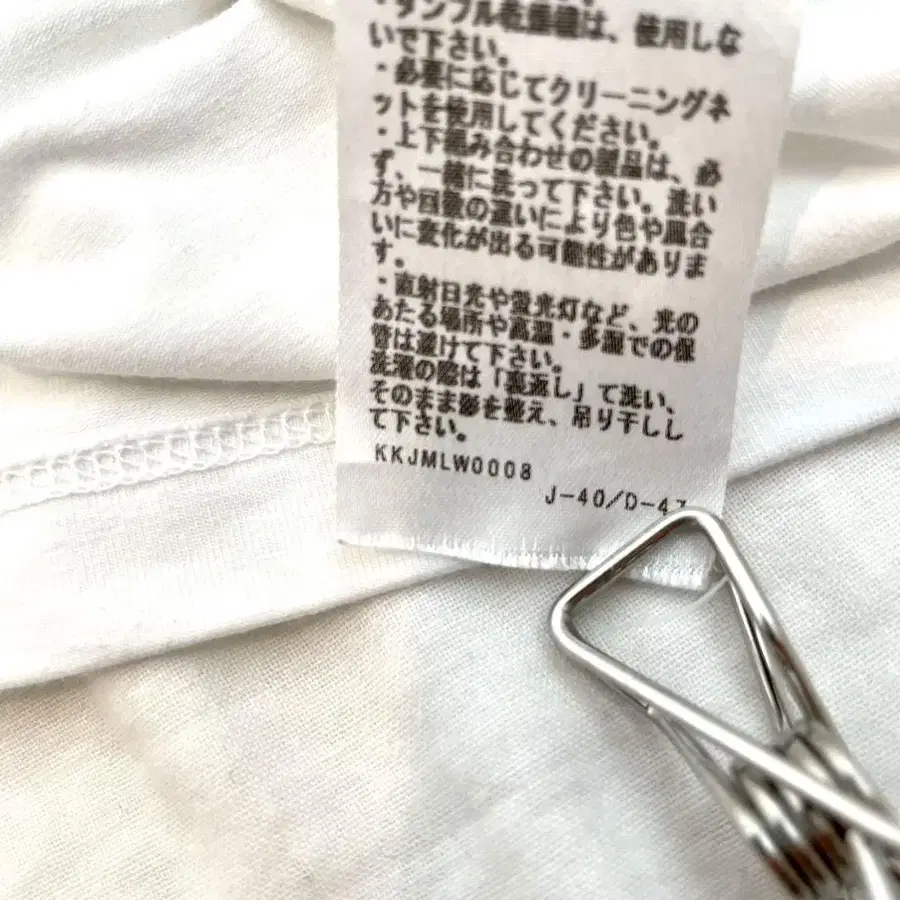 ・タンブル乾燥機は、使用しな
いで下さい。
・必要に応じてクリーニングネ
ットを使用してください。
・上下組み合わせの製品は、必
ず、一緒に洗って下さい。洗い
方や回数の違いにより色や風合
いに変化が出る可能性がありま
す。
・直射日光や蛍光灯など、光の
あたる場所や高温・多湿での保
管は避けて下さい。
洗濯の際は「裏返し」て洗い、
そのまま形を整え、吊り干しし
て下さい。
KKJMLW0008
J-40/D-47